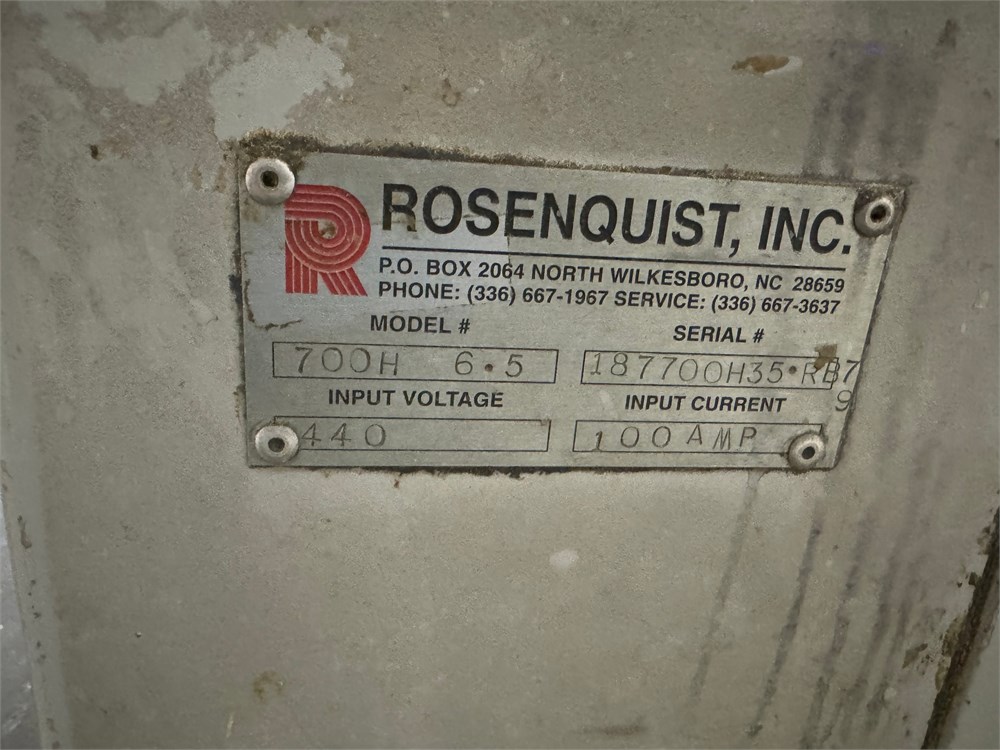 R ROSENQUIST, INC.
P.O. BOX 2064 NORTH WILKESBORO, NC 28659
PHONE: (336) 667-1967 SERVICE: (336) 667-3637
MODEL # SERIAL #
700H 6.5 187700H35.RB7
9
INPUT VOLTAGE INPUT CURRENT
440 100AMP